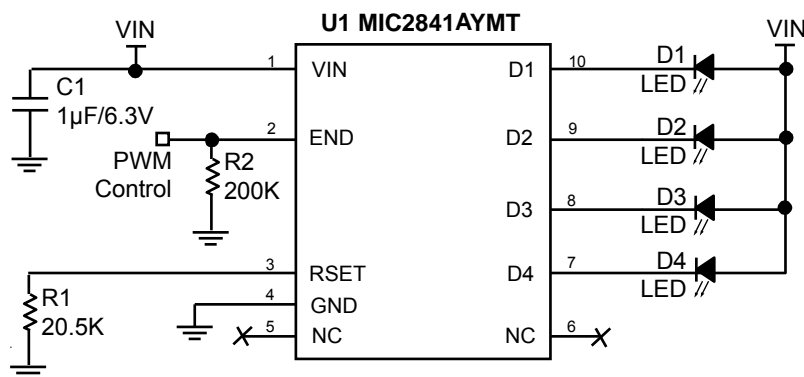 U1 MIC2841AYMT
VIN
VIN
C1
1µF/6.3V
1
VIN
D1
10
D1
LED
PWM
Control
2
END
D2
9
D2
LED
R2
200K
D3
8
D3
LED
3
RSET
D4
7
D4
LED
R1
20.5K
4
GND
5
NC
NC
6